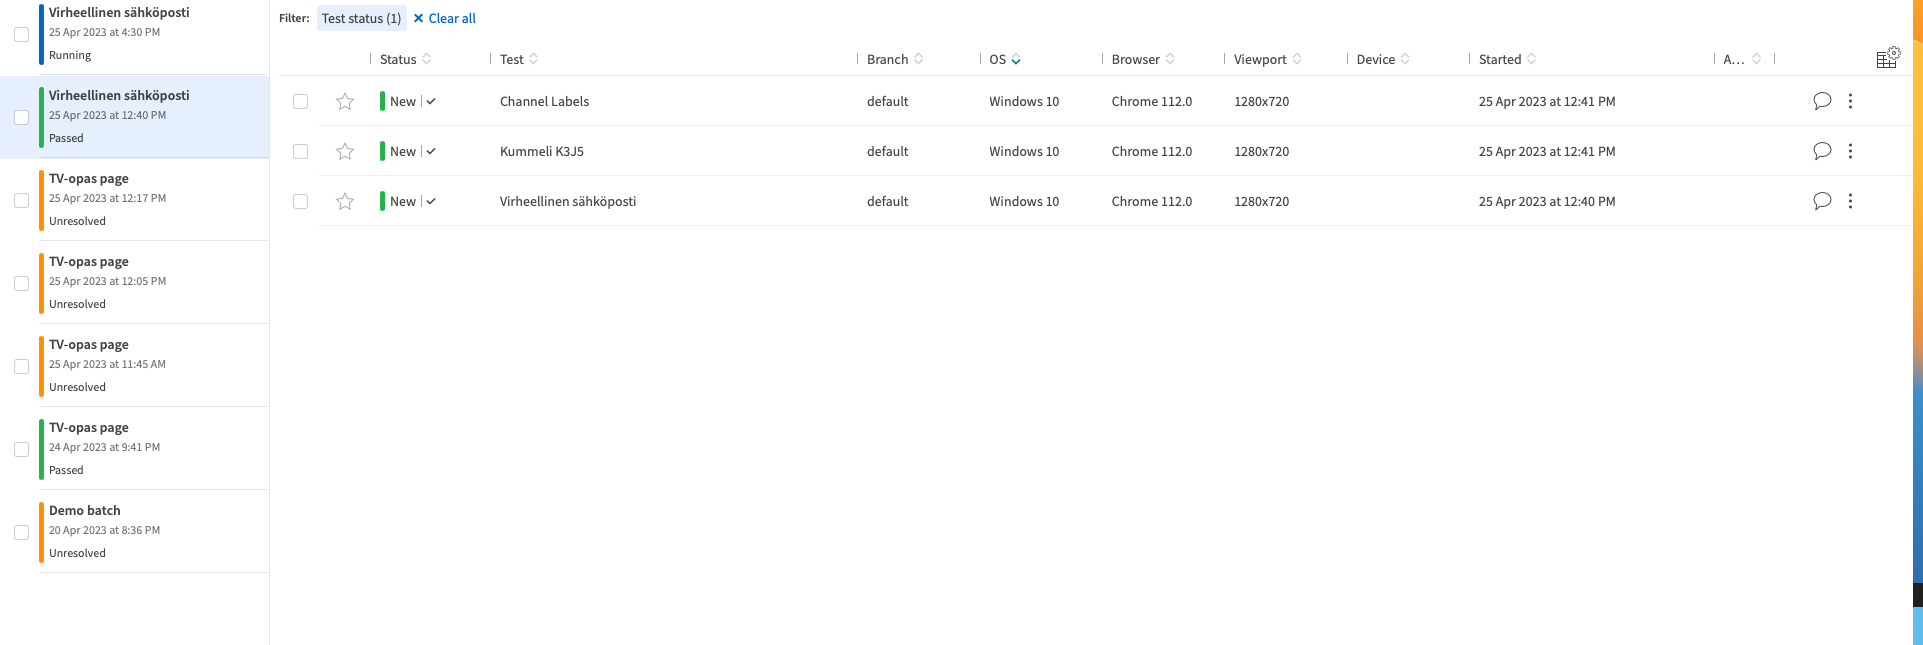 Virheellinen sähköposti
25 Apr 2023 at 4:30 PM
Running
Virheellinen sähköposti
25 Apr 2023 at 12:40 PM
Passed
TV-opas page
25 Apr 2023 at 12:17 PM
Unresolved
TV-opas page
25 Apr 2023 at 12:05 PM
Unresolved
TV-opas page
25 Apr 2023 at 11:45 AM
Unresolved
TV-opas page
24 Apr 2023 at 9:41 PM
Passed
Demo batch
20 Apr 2023 at 8:36 PM
Unresolved
Filter: Test status (1) Clear all
Status Test Branch OS Browser Viewport Device Started A...
New Channel Labels default Windows 10 Chrome 112.0 1280x720 25 Apr 2023 at 12:41 PM
New Kummeli K3J5 default Windows 10 Chrome 112.0 1280x720 25 Apr 2023 at 12:41 PM
New Virheellinen sähköposti default Windows 10 Chrome 112.0 1280x720 25 Apr 2023 at 12:40 PM